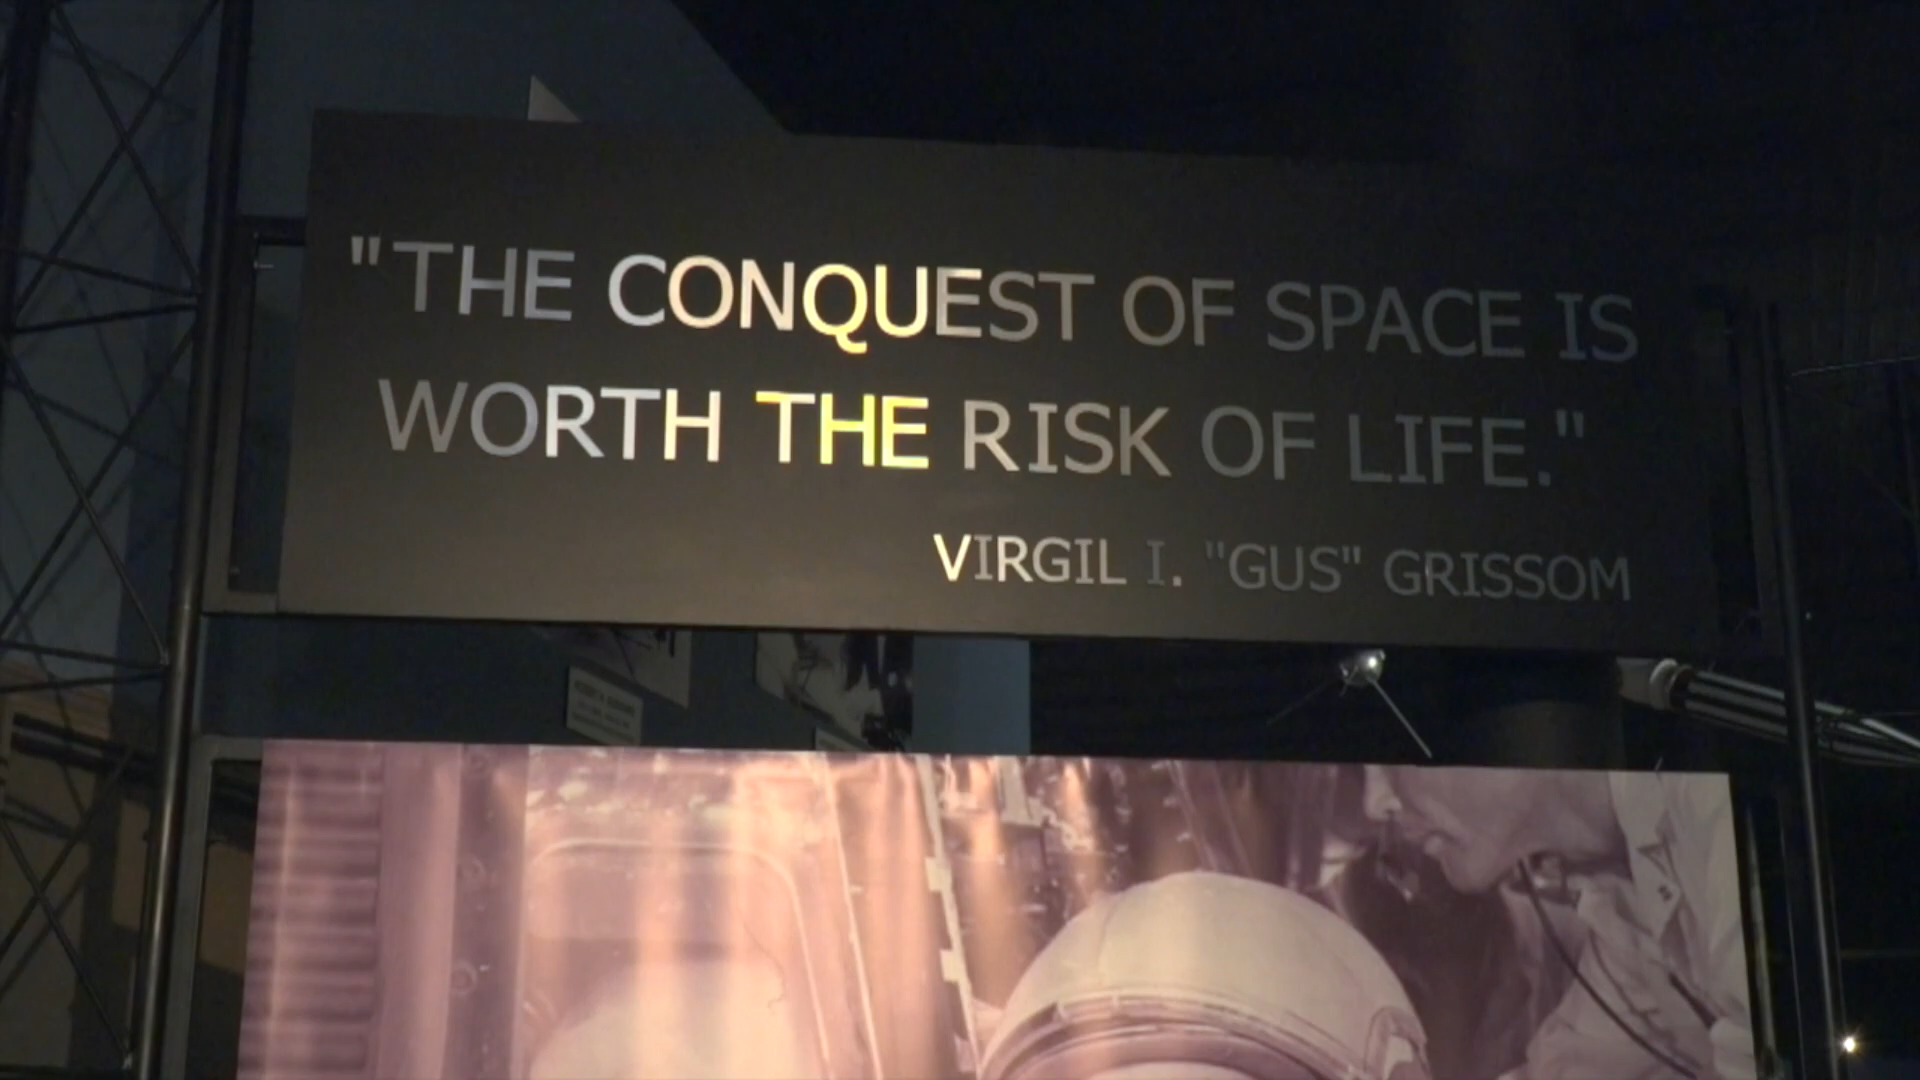 "THE CONQUEST OF SPACE IS
WORTH THE RISK OF LIFE."
VIRGIL I. "GUS" GRISSOM